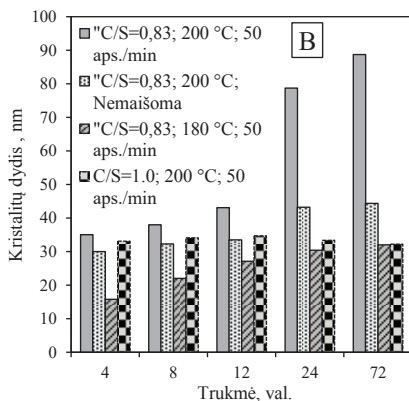 100
90
80
70
60
50
40
30
20
10
0
Kristalitų dydis , nm
B
"C/S=0,83; 200 °C; 50
aps./min
"C/S=0,83; 200 °C;
Nemaišoma
"C/S=0,83; 180 °C; 50
aps./min
C/S=1.0; 200 °C; 50
aps./min
4 8 12 24 72
Trukmė, val.